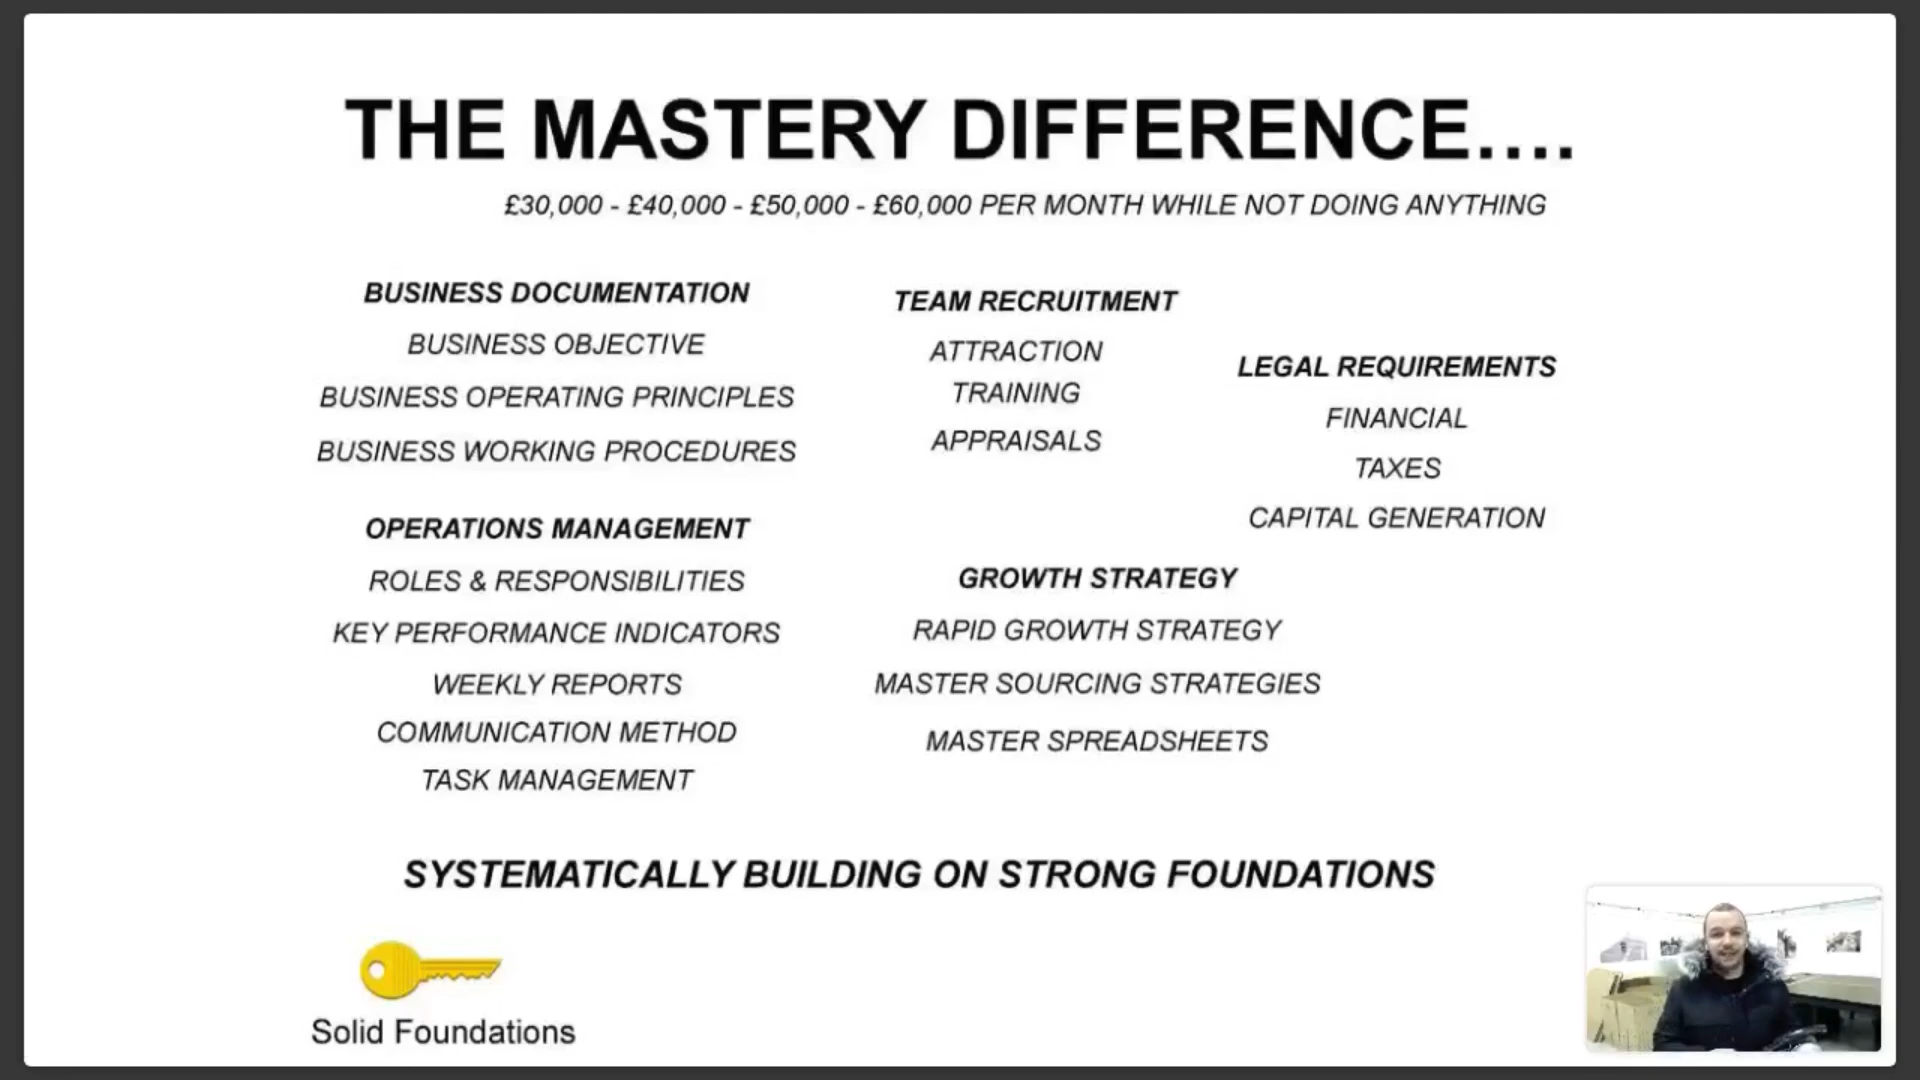 THE MASTERY DIFFERENCE....
£30,000 - £40,000 - £50,000 - £60,000 PER MONTH WHILE NOT DOING ANYTHING
BUSINESS DOCUMENTATION
BUSINESS OBJECTIVE
BUSINESS OPERATING PRINCIPLES
BUSINESS WORKING PROCEDURES
OPERATIONS MANAGEMENT
ROLES & RESPONSIBILITIES
KEY PERFORMANCE INDICATORS
WEEKLY REPORTS
COMMUNICATION METHOD
TASK MANAGEMENT
TEAM RECRUITMENT
ATTRACTION
TRAINING
APPRAISALS
GROWTH STRATEGY
RAPID GROWTH STRATEGY
MASTER SOURCING STRATEGIES
MASTER SPREADSHEETS
LEGAL REQUIREMENTS
FINANCIAL
TAXES
CAPITAL GENERATION
SYSTEMATICALLY BUILDING ON STRONG FOUNDATIONS
Solid Foundations